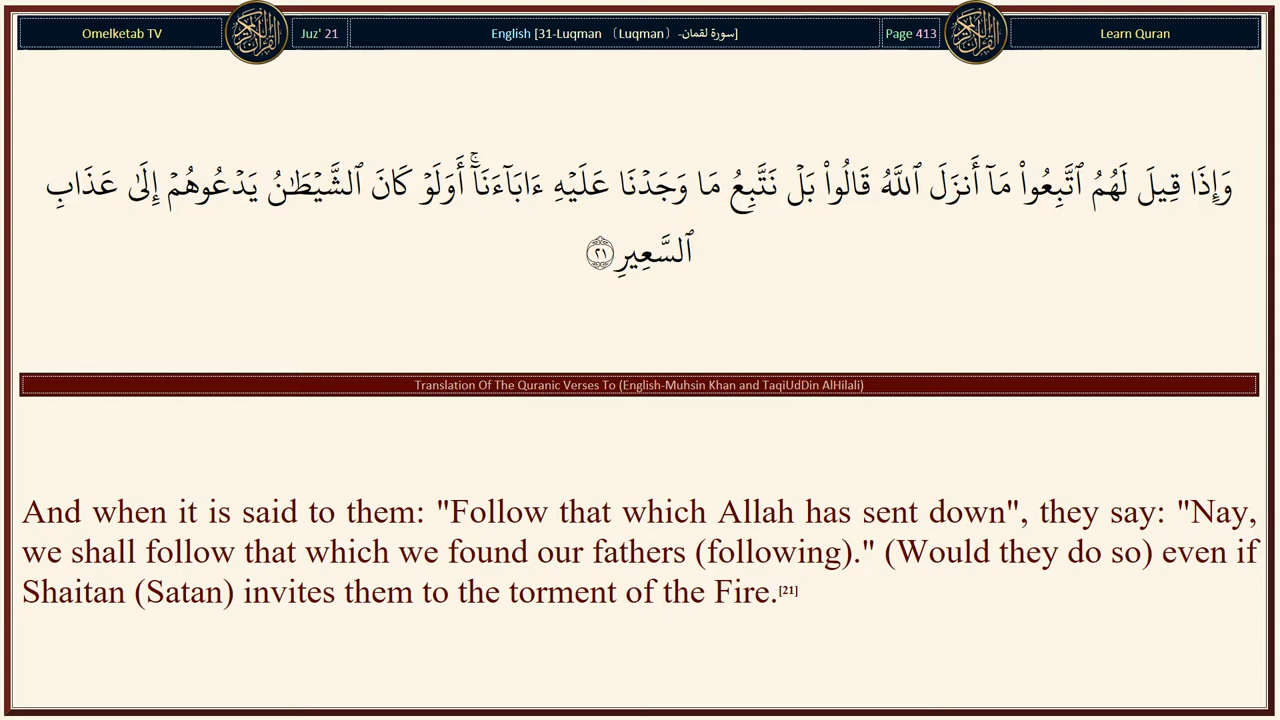 Omelketab TV
Juz' 21
English [31-Luqman （Luqman）-سورة لقمان]
Page 413
Learn Quran
وَإِذَا قِيلَ لَهُمُ ٱتَّبِعُوا۟ مَآ أَنزَلَ ٱللَّهُ قَالُوا۟ بَلْ نَتَّبِعُ مَا وَجَدْنَا عَلَيْهِ ءَابَآءَنَآ ۚ أَوَلَوْ كَانَ ٱلشَّيْطَـٰنُ يَدْعُوهُمْ إِلَىٰ عَذَابِ
ٱلسَّعِيرِ ٢١
Translation Of The Quranic Verses To (English-Muhsin Khan and TaqiUdDin AlHilali)
And when it is said to them: "Follow that which Allah has sent down", they say: "Nay,
we shall follow that which we found our fathers (following)." (Would they do so) even if
Shaitan (Satan) invites them to the torment of the Fire.[21]